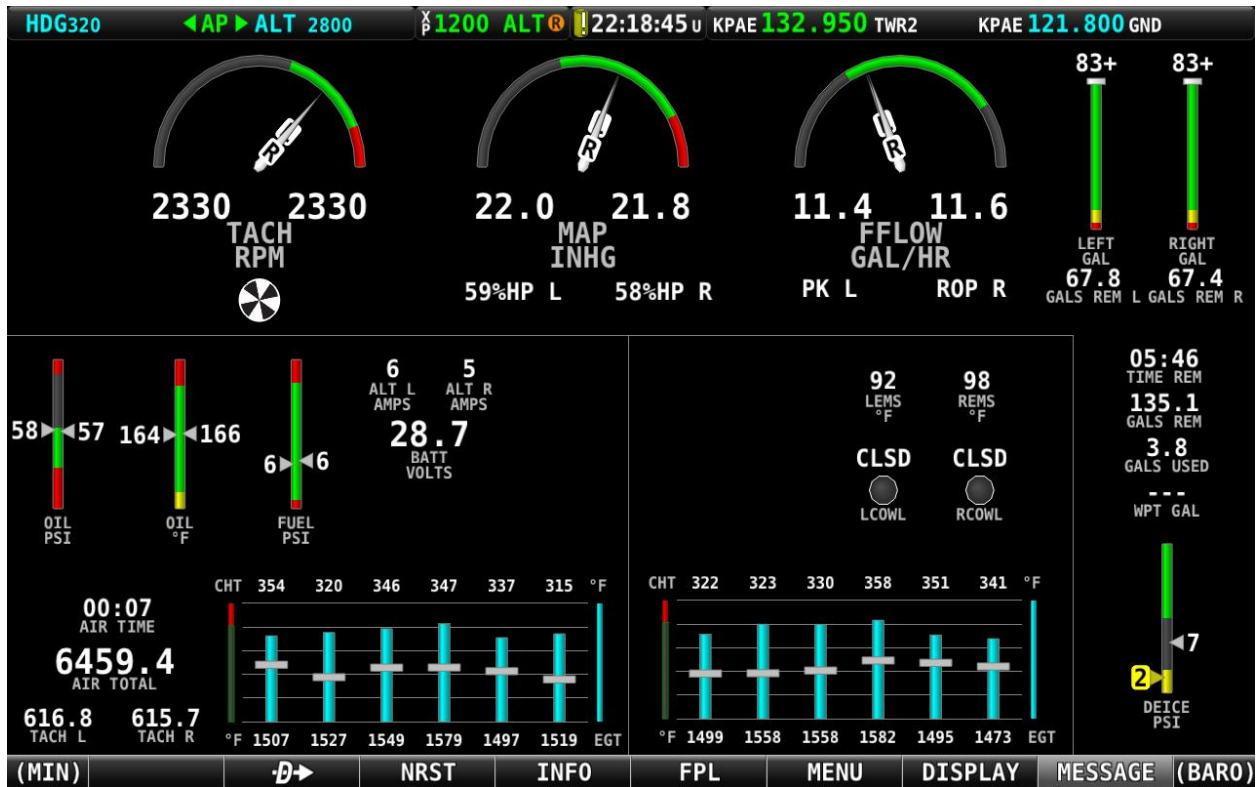 HDG320 AP ALT 2800 XP 1200 ALT R ! 22:18:45 U KPAE 132.950 TWR2 KPAE 121.800 GND
83+ 83+
R R R
2330 2330 22.0 21.8 11.4 11.6
TACH MAP FFLOW
RPM INHG GAL/HR
LEFT RIGHT
GAL GAL
67.8 67.4
GALS REM L GALS REM R
59%HP L 58%HP R PK L ROP R
6 5
ALT L ALT R
AMPS AMPS
28.7
BATT
VOLTS
58 57 164 166 6 6
OIL OIL FUEL
PSI °F PSI
92 98
LEMS REMS
°F °F
CLSD CLSD
LCOWL RCOWL
05:46
TIME REM
135.1
GALS REM
3.8
GALS USED
---
WPT GAL
7
2
DEICE
PSI
00:07
AIR TIME
6459.4
AIR TOTAL
616.8 615.7
TACH L TACH R
CHT 354 320 346 347 337 315 °F
°F 1507 1527 1549 1579 1497 1519 EGT
CHT 322 323 330 358 351 341 °F
°F 1499 1558 1558 1582 1495 1473 EGT
(MIN) D NRST INFO FPL MENU DISPLAY MESSAGE (BARO)